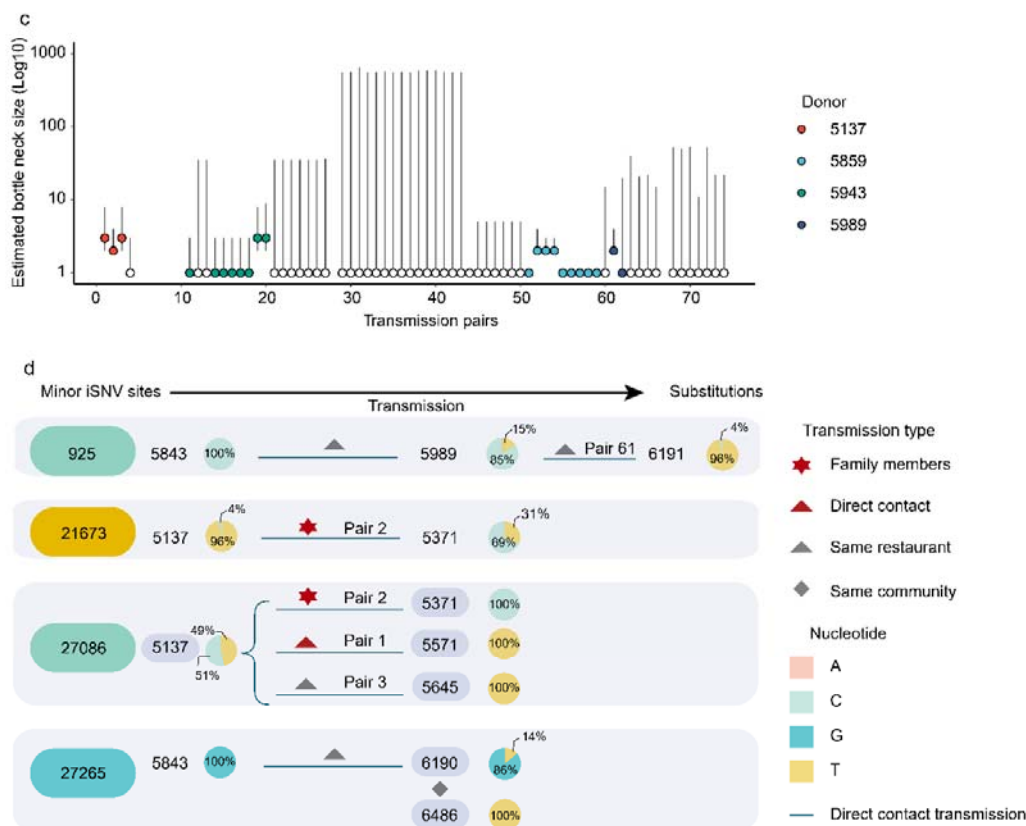 c
Estimated bottle neck size (Log10)
1000
100
10
1
0 10 20 30 40 50 60 70
Transmission pairs
Donor
5137
5859
5943
5989
d
Minor iSNV sites
Transmission
Substitutions
925 5843 100% 5989 15% 85% Pair 61 6191 4% 96%
21673 5137 4% 96% Pair 2 5371 31% 69%
27086 5137 49% 51%
Pair 2 5371 100%
Pair 1 5571 100%
Pair 3 5645 100%
27265 5843 100% 6190 14% 86%
6486 100%
Transmission type
Family members
Direct contact
Same restaurant
Same community
Nucleotide
A
C
G
T
Direct contact transmission